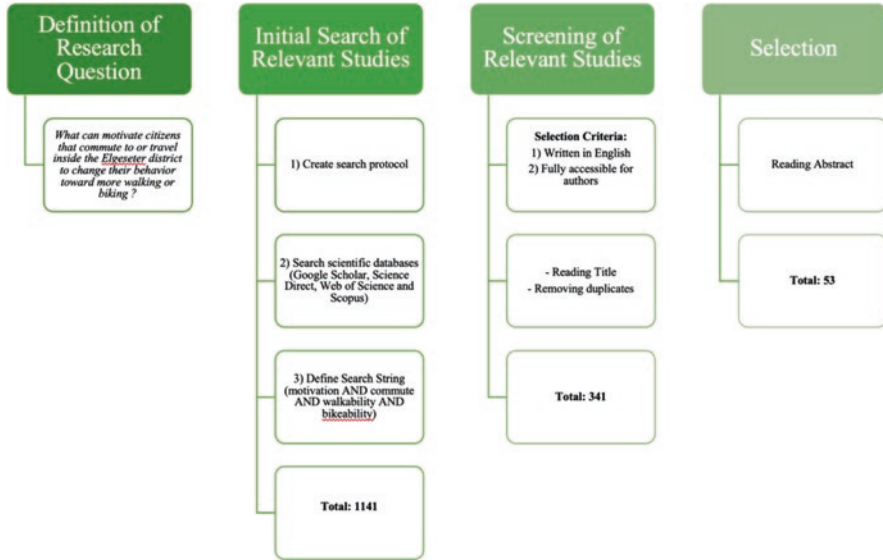 Definition of
Research
Question
What can motivate citizens
that commute to or travel
inside the Elgeseter district
to change their behavior
toward more walking or
biking ?
Initial Search of
Relevant Studies
1) Create search protocol
2) Search scientific databases
(Google Scholar, Science
Direct, Web of Science and
Scopus)
3) Define Search String
(motivation AND commute
AND walkability AND
bikeability)
Total: 1141
Screening of
Relevant Studies
Selection Criteria:
1) Written in English
2) Fully accessible for
authors
- Reading Title
- Removing duplicates
Total: 341
Selection
Reading Abstract
Total: 53